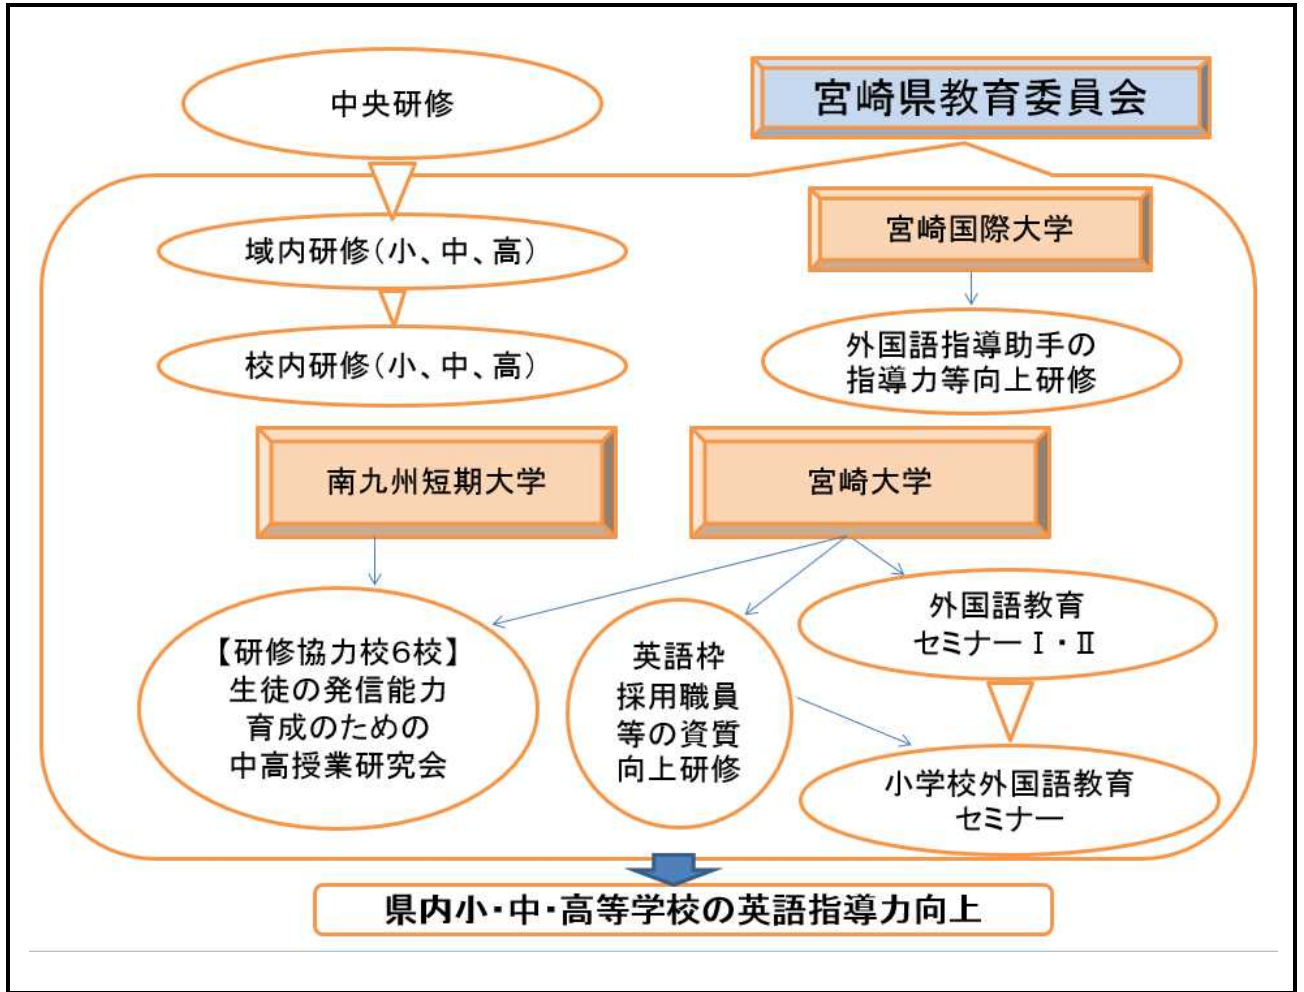 中央研修
宮崎県教育委員会
宮崎国際大学
域内研修(小、中、高)
外国語指導助手の
指導力等向上研修
校内研修(小、中、高)
南九州短期大学
宮崎大学
外国語教育
セミナーⅠ・Ⅱ
【研修協力校6校】
生徒の発信能力
育成のための
中高授業研究会
英語枠
採用職員
等の資質
向上研修
小学校外国語教育
セミナー
県内小・中・高等学校の英語指導力向上